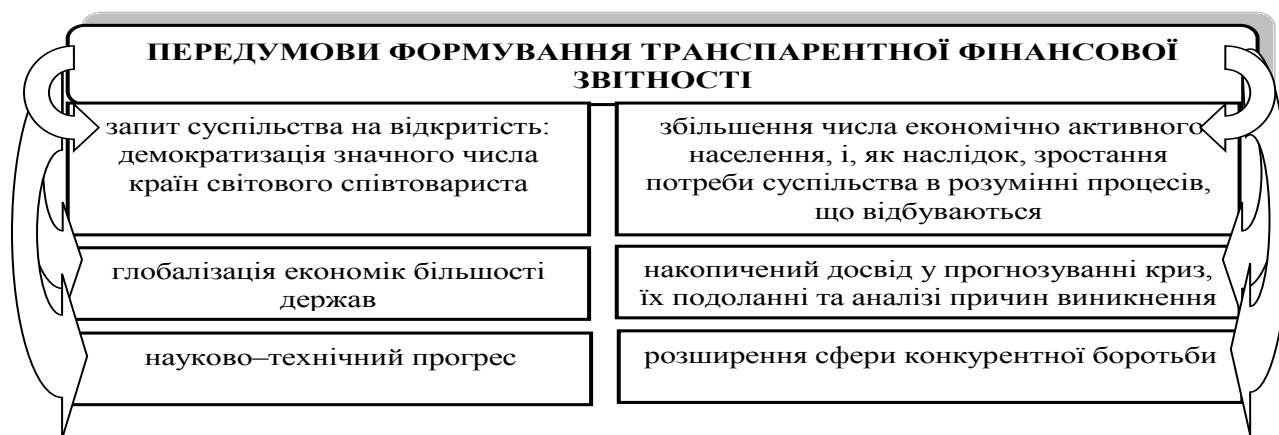 ПЕРЕДУМОВИ ФОРМУВАННЯ ТРАНСПАРЕНТНОЇ ФІНАНСОВОЇ
ЗВІТНОСТІ
запит суспільства на відкритість:
демократизація значного числа
країн світового співтовариста
збільшення числа економічно активного
населення, і, як наслідок, зростання
потреби суспільства в розумінні процесів,
що відбуваються
глобалізація економік більшості
держав
накопичений досвід у прогнозуванні криз,
їх подоланні та аналізі причин виникнення
науково–технічний прогрес
розширення сфери конкурентної боротьби